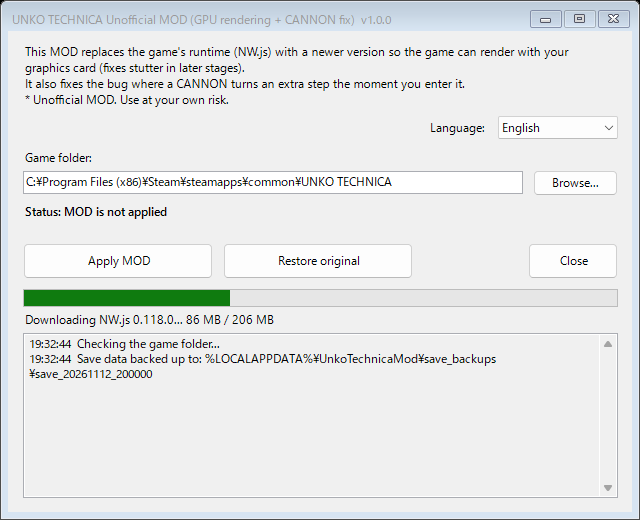 UNKO TECHNICA Unofficial MOD (GPU rendering + CANNON fix)  v1.0.0
This MOD replaces the game's runtime (NW.js) with a newer version so the game can render with your
graphics card (fixes stutter in later stages).
It also fixes the bug where a CANNON turns an extra step the moment you enter it.
* Unofficial MOD. Use at your own risk.
Language:
English
Game folder:
C:¥Program Files (x86)¥Steam¥steamapps¥common¥UNKO TECHNICA
Browse...
Status: MOD is not applied
Apply MOD
Restore original
Close
Downloading NW.js 0.118.0... 86 MB / 206 MB
19:32:44  Checking the game folder...
19:32:44  Save data backed up to: %LOCALAPPDATA%¥UnkoTechnicaMod¥save_backups
¥save_20261112_200000